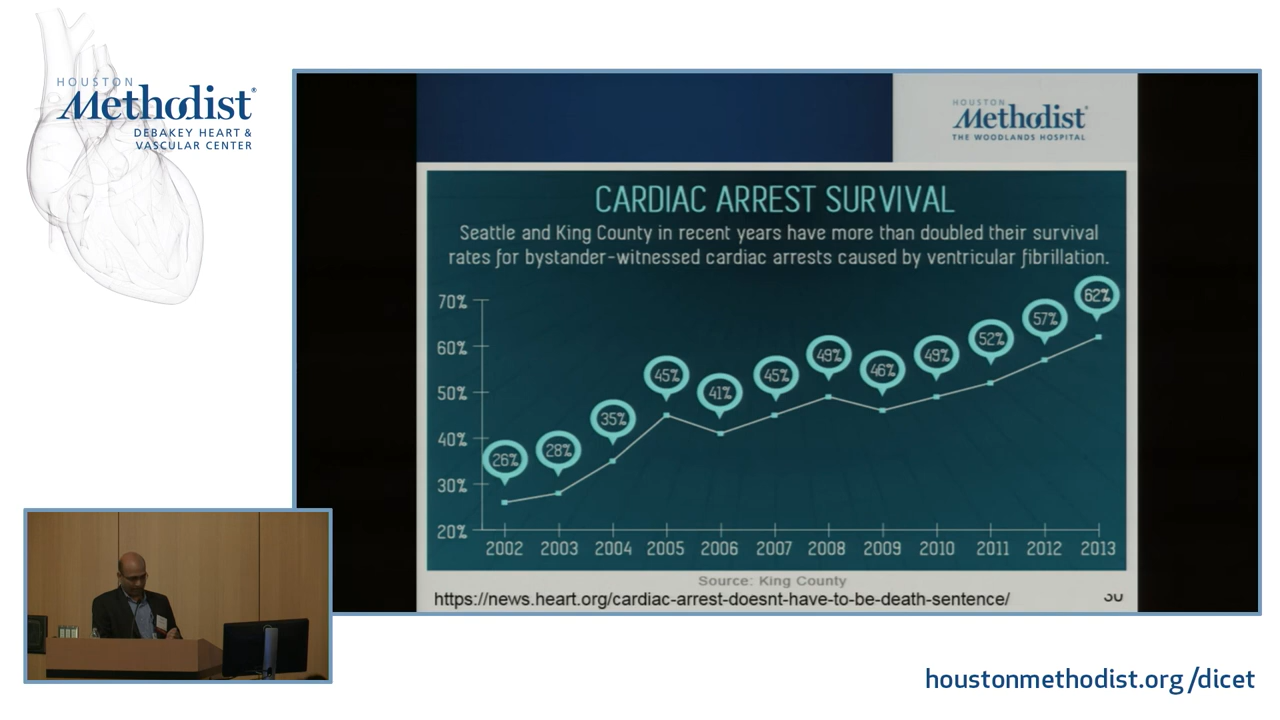 HOUSTON
Methodist®
DEBAKEY HEART &
VASCULAR CENTER
HOUSTON
Methodist®
THE WOODLANDS HOSPITAL
CARDIAC ARREST SURVIVAL
Seattle and King County in recent years have more than doubled their survival
rates for bystander-witnessed cardiac arrests caused by ventricular fibrillation.
70%
60%
50%
40%
30%
20%
26%
28%
35%
45%
41%
45%
49%
46%
49%
52%
57%
62%
2002 2003 2004 2005 2006 2007 2008 2009 2010 2011 2012 2013
Source: King County
https://news.heart.org/cardiac-arrest-doesnt-have-to-be-death-sentence/
houstonmethodist.org/dicet